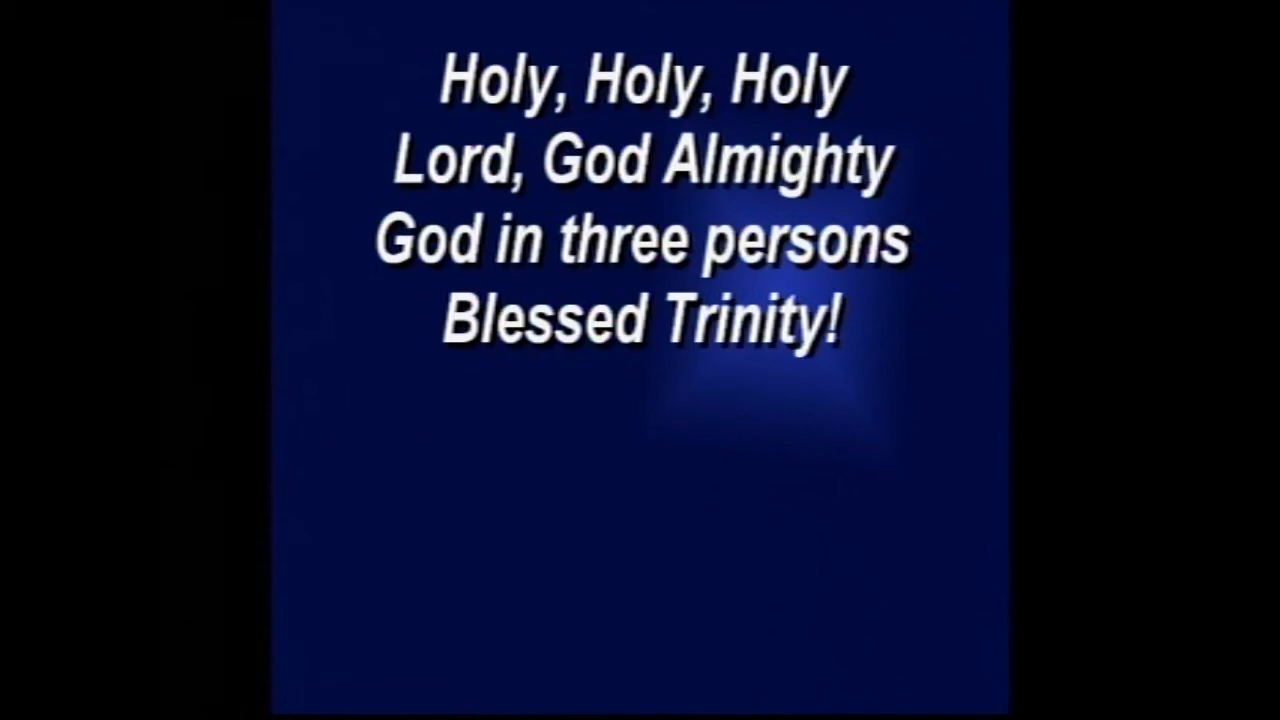 Holy, Holy, Holy
Lord, God Almighty
God in three persons
Blessed Trinity!